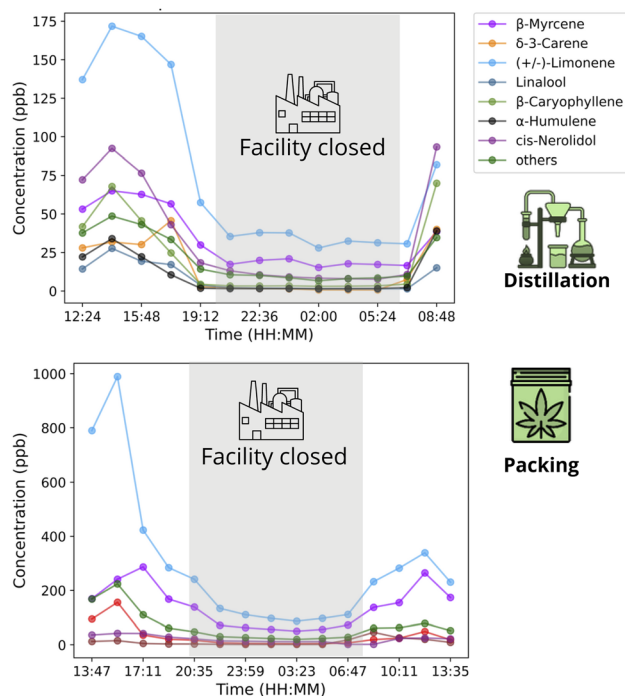 175
150
125
100
75
50
25
0
Concentration (ppb)
Facility closed
12:24
15:48
19:12
22:36
02:00
05:24
08:48
Time (HH:MM)
β-Myrcene
δ-3-Carene
(+/-)-Limonene
Linalool
β-Caryophyllene
α-Humulene
cis-Nerolidol
others
Distillation
1000
800
600
400
200
0
Concentration (ppb)
Facility closed
13:47
17:11
20:35
23:59
03:23
06:47
10:11
13:35
Time (HH:MM)
Packing